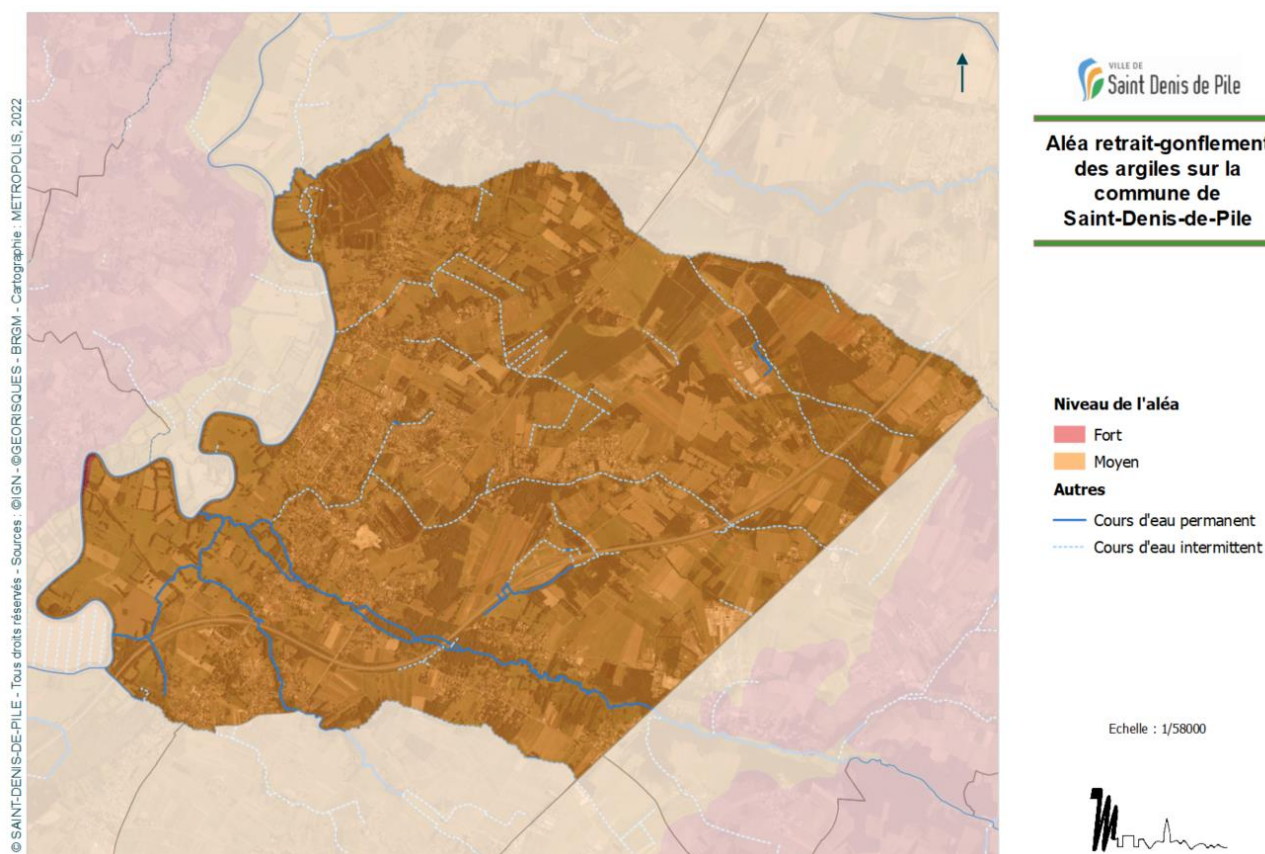 © SAINT-DENIS-DE-PILE - Tous droits réservés - Sources : ©IGN - ©GEORISQUES - BRGM - Cartographie : METROPOLIS, 2022
VILLE DE
Saint Denis de Pile
Aléa retrait-gonflement
des argiles sur la
commune de
Saint-Denis-de-Pile
Niveau de l'aléa
Fort
Moyen
Autres
Cours d'eau permanent
Cours d'eau intermittent
Echelle : 1/58000